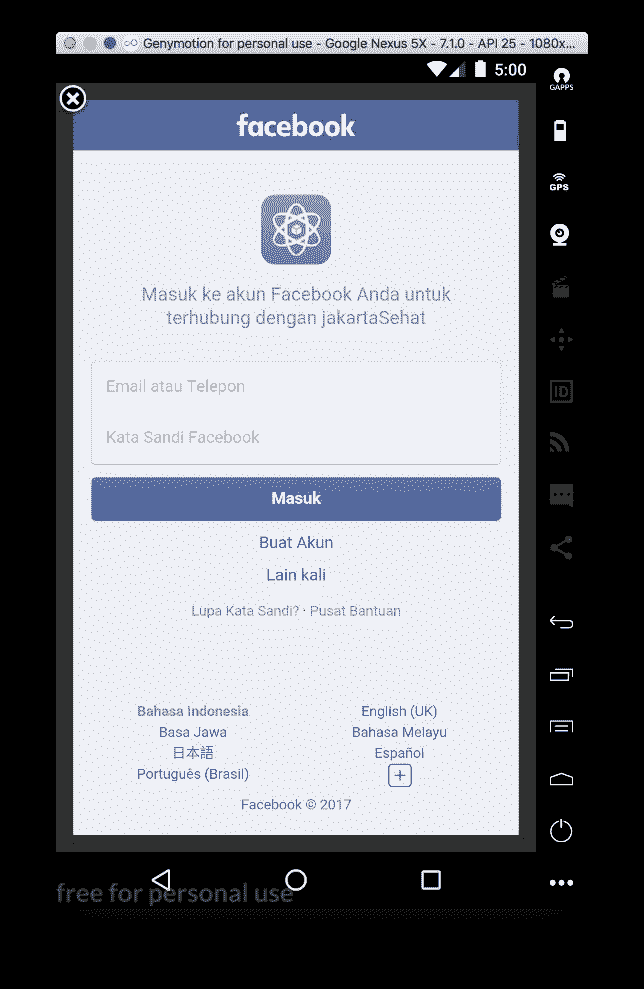 Genymotion for personal use - Google Nexus 5X - 7.1.0 - API 25 - 1080x...
5:00
GAPPS
facebook
GPS
Masuk ke akun Facebook Anda untuk
terhubung dengan jakartaSehat
Email atau Telepon
ID
Kata Sandi Facebook
Masuk
Buat Akun
Lain kali
Lupa Kata Sandi? · Pusat Bantuan
Bahasa Indonesia
English (UK)
Basa Jawa
Bahasa Melayu
日本語
Español
Português (Brasil)
Facebook © 2017
free for personal use